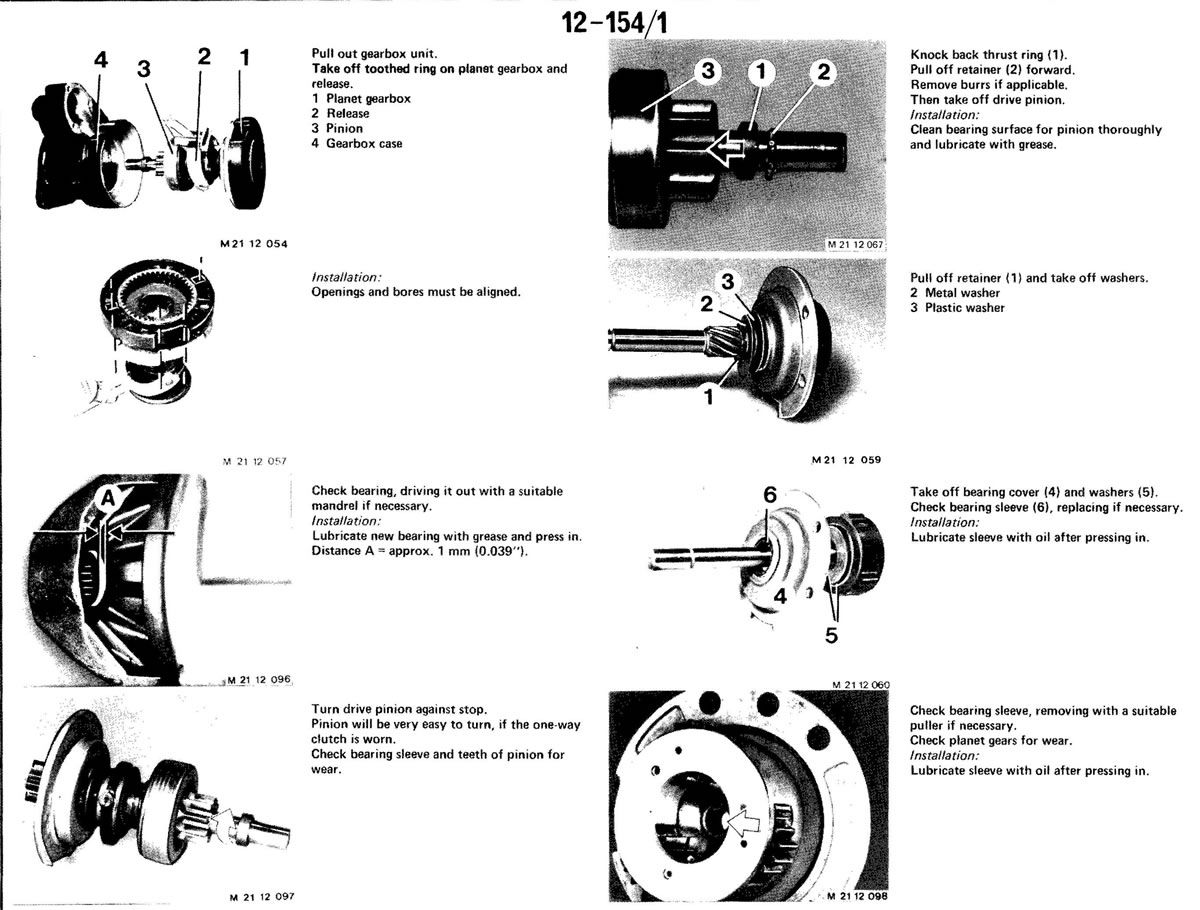 12-154/1
4
3
2
1
Pull out gearbox unit.
Take off toothed ring on planet gearbox and
release.
1 Planet gearbox
2 Release
3 Pinion
4 Gearbox case
M 21 12 054
Installation:
Openings and bores must be aligned.
M 21 12 057
A
Check bearing, driving it out with a suitable
mandrel if necessary.
Installation:
Lubricate new bearing with grease and press in.
Distance A = approx. 1 mm (0.039").
M 21 12 096
Turn drive pinion against stop.
Pinion will be very easy to turn, if the one-way
clutch is worn.
Check bearing sleeve and teeth of pinion for
wear.
M 21 12 097
3
1
2
Knock back thrust ring (1).
Pull off retainer (2) forward.
Remove burrs if applicable.
Then take off drive pinion.
Installation:
Clean bearing surface for pinion thoroughly
and lubricate with grease.
M 21 12 067
3
2
1
Pull off retainer (1) and take off washers.
2 Metal washer
3 Plastic washer
M 21 12 059
6
4
5
Take off bearing cover (4) and washers (5).
Check bearing sleeve (6), replacing if necessary.
Installation:
Lubricate sleeve with oil after pressing in.
M 21 12 060
Check bearing sleeve, removing with a suitable
puller if necessary.
Check planet gears for wear.
Installation:
Lubricate sleeve with oil after pressing in.
M 21 12 098